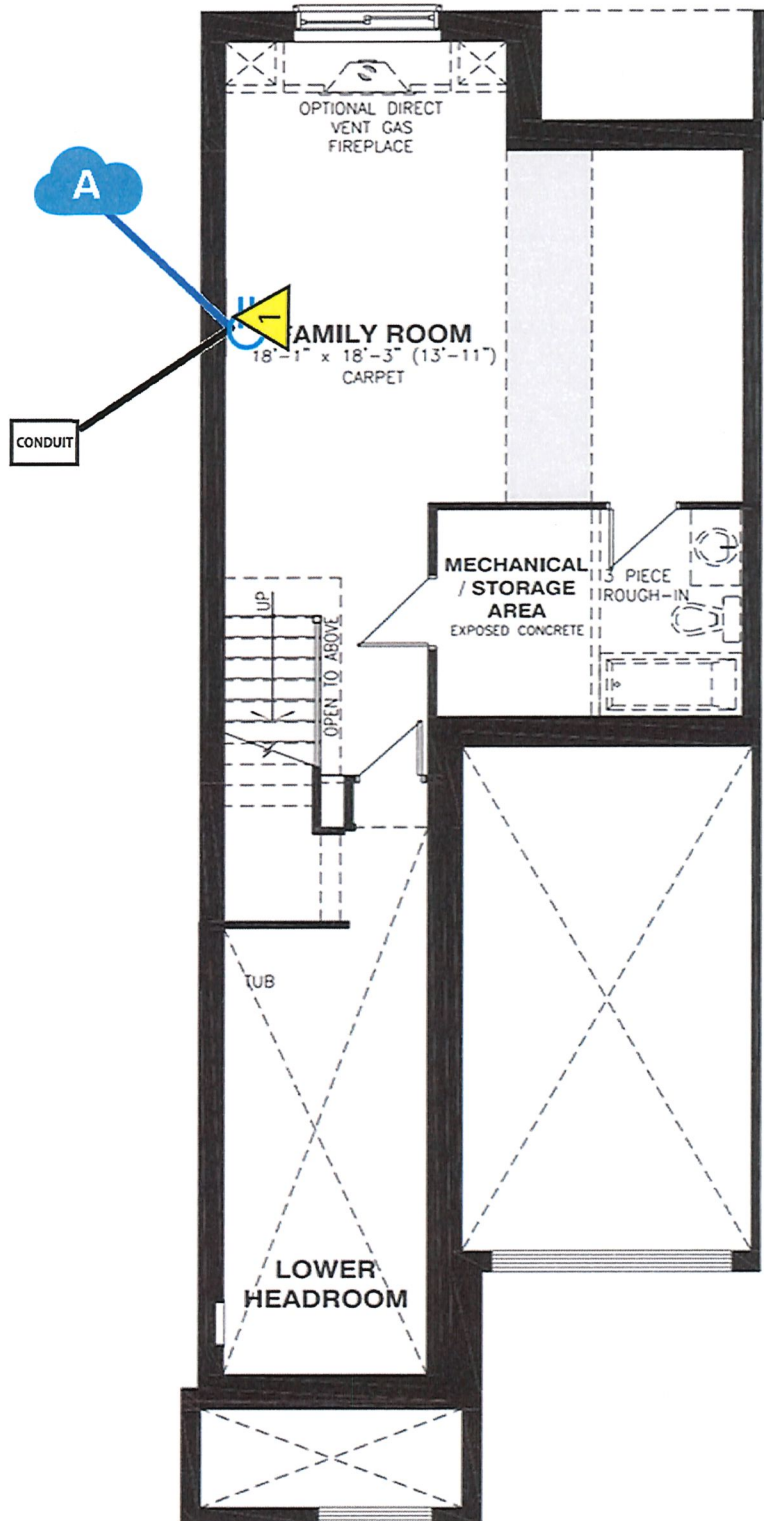 OPTIONAL DIRECT
VENT GAS
FIREPLACE
A
1
FAMILY ROOM
18'-1" x 18'-3" (13'-11")
CARPET
CONDUIT
MECHANICAL
/ STORAGE
AREA
EXPOSED CONCRETE
3 PIECE
ROUGH-IN
UP
OPEN TO ABOVE
TUB
LOWER
HEADROOM